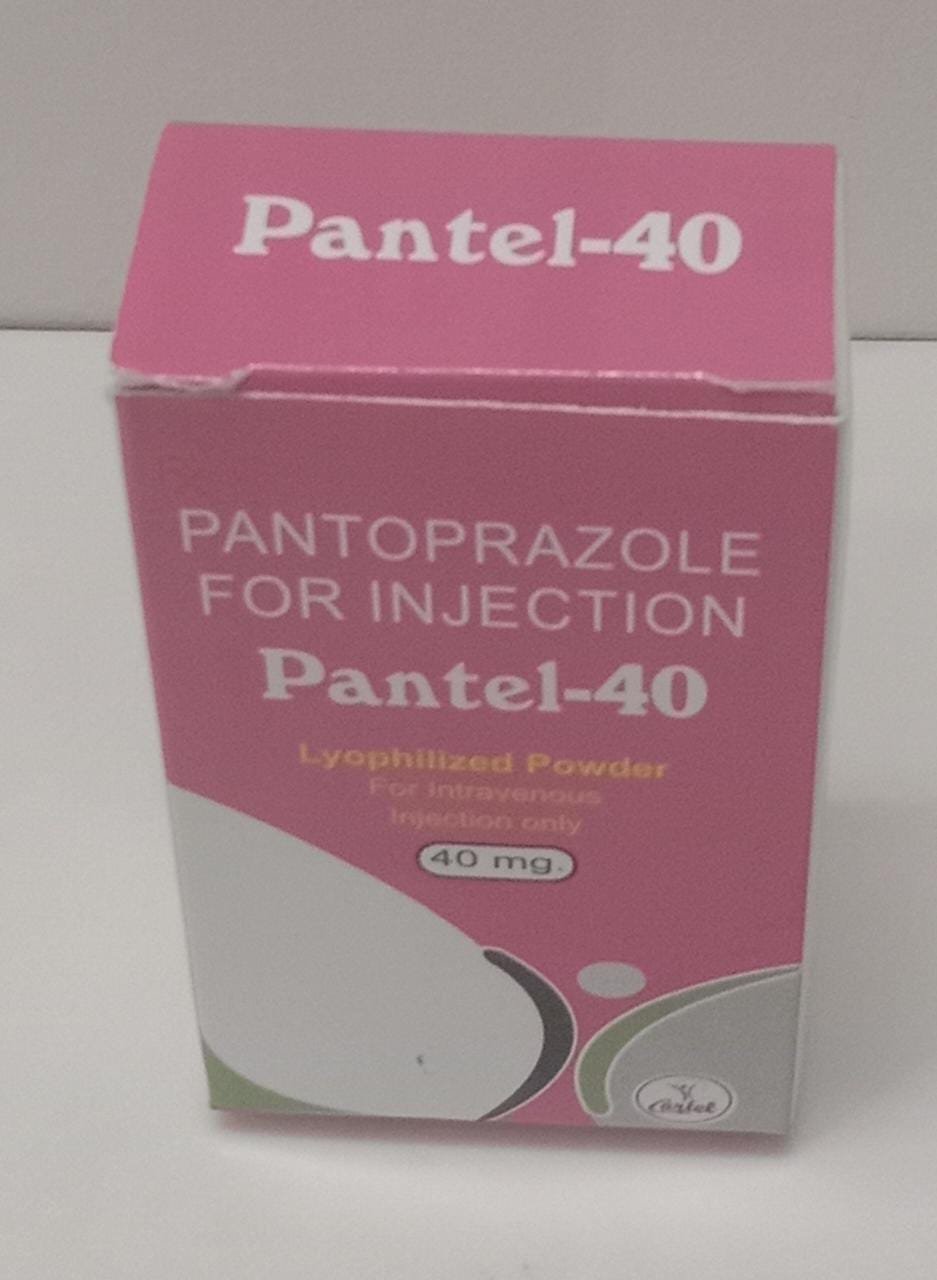 Pantel-40
PANTOPRAZOLE
FOR INJECTION
Pantel-40
Lyophilized Powder
For Intravenous
Injection only
40 mg.